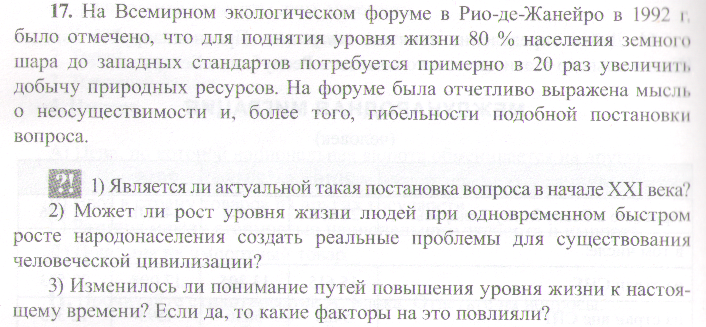 17. На Всемирном экологическом форуме в Рио-де-Жанейро в 1992 г.
было отмечено, что для поднятия уровня жизни 80 % населения земного
шара до западных стандартов потребуется примерно в 20 раз увеличить
добычу природных ресурсов. На форуме была отчетливо выражена мысль
о неосуществимости и, более того, гибельности подобной постановки
вопроса.
?! 1) Является ли актуальной такая постановка вопроса в начале XXI века?
2) Может ли рост уровня жизни людей при одновременном быстром
росте народонаселения создать реальные проблемы для существования
человеческой цивилизации?
3) Изменилось ли понимание путей повышения уровня жизни к настоя-
щему времени? Если да, то какие факторы на это повлияли?